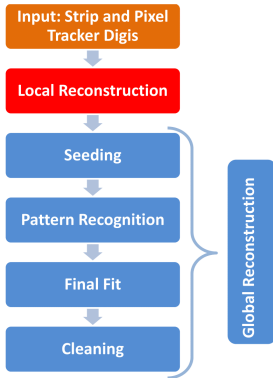 Input: Strip and Pixel
Tracker Digis
Local Reconstruction
Seeding
Pattern Recognition
Final Fit
Cleaning
Global Reconstruction